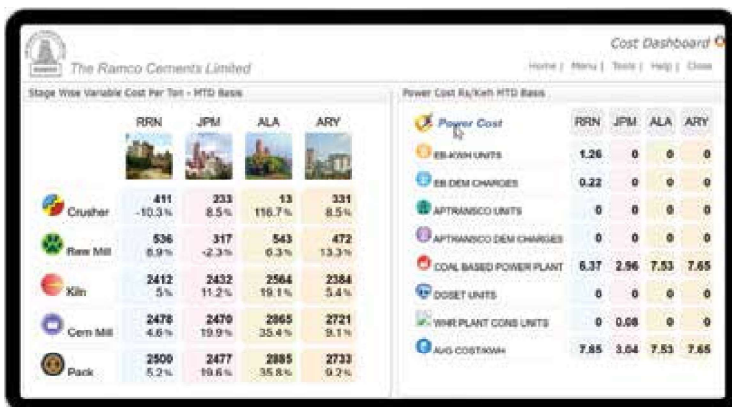 Cost Dashboard
The Ramco Cements Limited
Home | Menu | Tools | Help | Close
Stage Wise Variable Cost Per Ton - MTD Basis
RRN JPM ALA ARY
Crusher 411 233 13 331
-10.3% 8.5% 116.7% 8.5%
Raw Mill 536 317 543 472
6.9% -2.3% 6.3% 13.3%
Kiln 2412 2432 2564 2384
5% 11.2% 19.1% 5.4%
Cem Mill 2478 2470 2865 2721
4.6% 19.9% 35.4% 9.1%
Pack 2500 2477 2885 2733
5.2% 19.6% 35.8% 9.2%
Power Cost Rs/Kwh MTD Basis
Power Cost RRN JPM ALA ARY
EB-KWH UNITS 1.26 0 0 0
EB DEM CHARGES 0.22 0 0 0
APTRANSCO UNITS 0 0 0 0
APTRANSCO DEM CHARGES 0 0 0 0
COAL BASED POWER PLANT 6.37 2.96 7.53 7.65
DGSET UNITS 0 0 0 0
WHR PLANT CONS UNITS 0 0.08 0 0
AVG COST/KWH 7.85 3.04 7.53 7.65